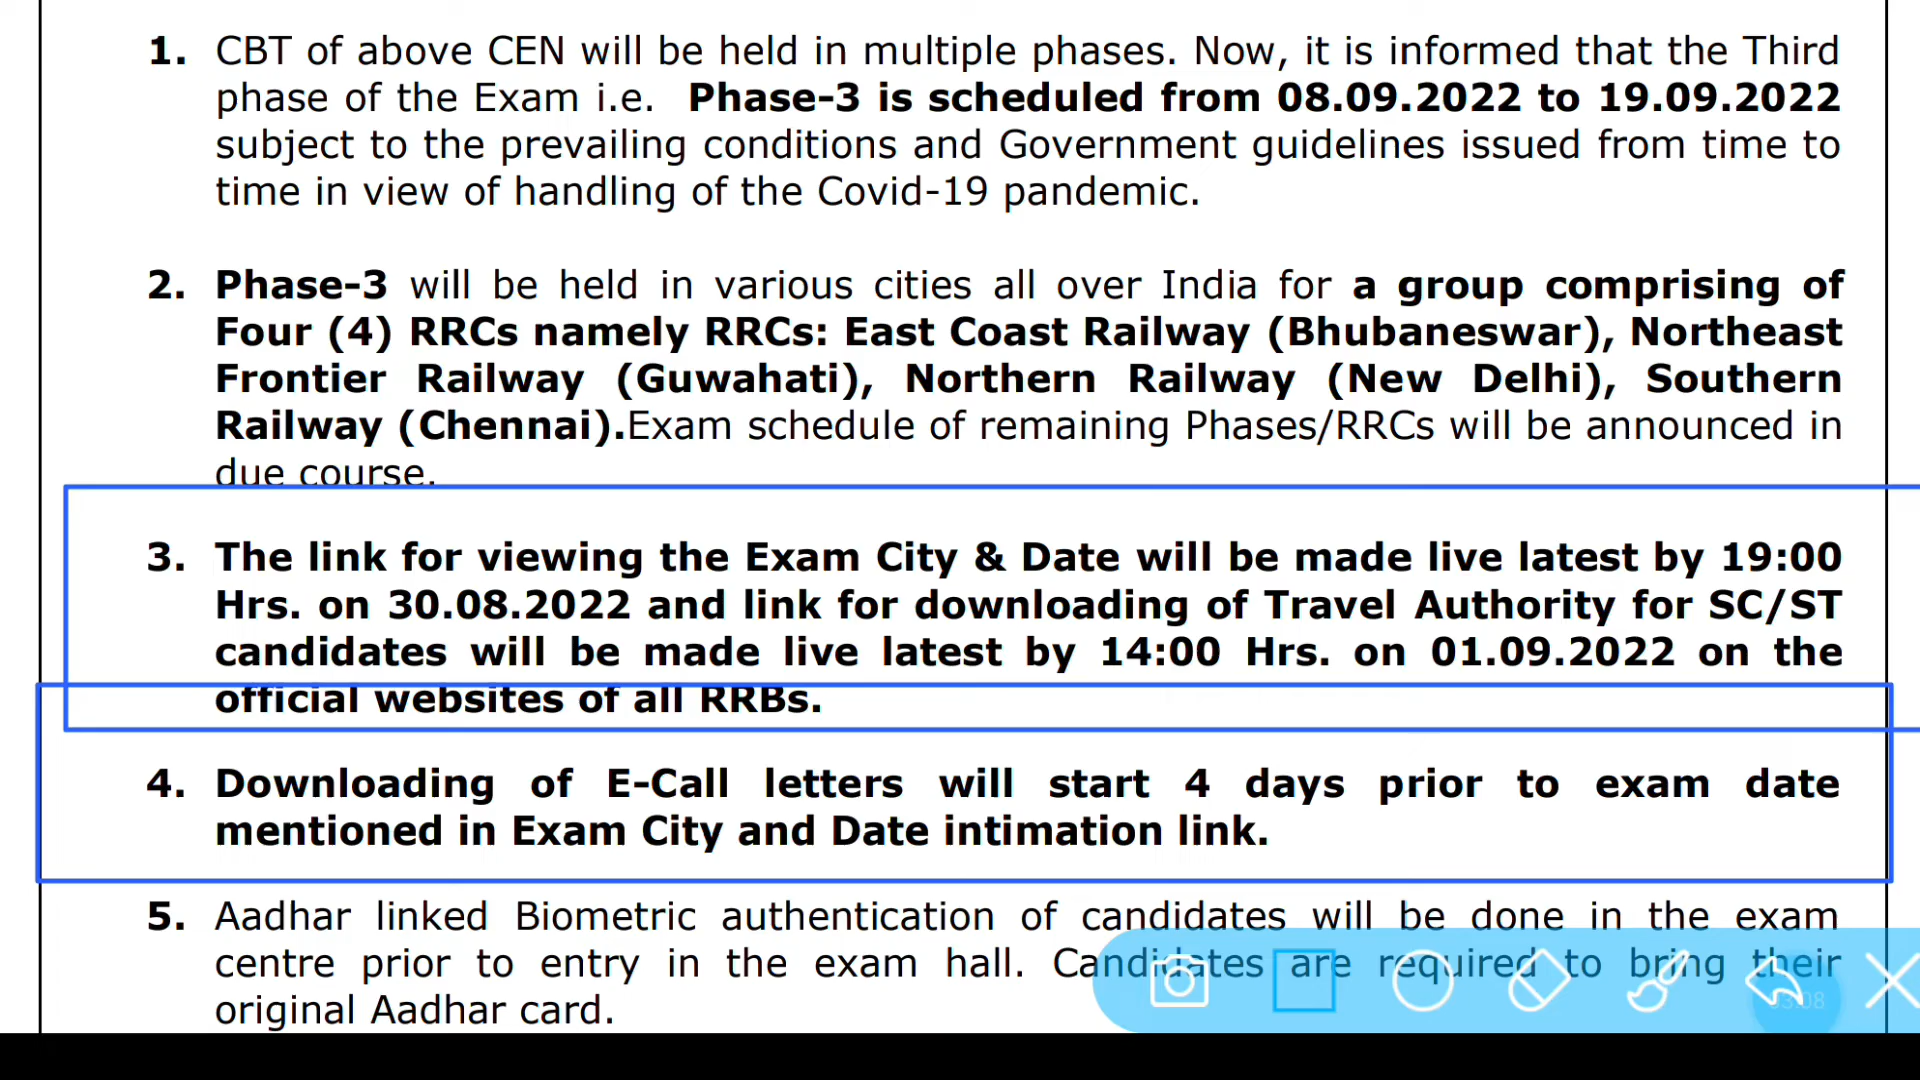 1. CBT of above CEN will be held in multiple phases. Now, it is informed that the Third
phase of the Exam i.e. Phase-3 is scheduled from 08.09.2022 to 19.09.2022
subject to the prevailing conditions and Government guidelines issued from time to
time in view of handling of the Covid-19 pandemic.
2. Phase-3 will be held in various cities all over India for a group comprising of
Four (4) RRCs namely RRCs: East Coast Railway (Bhubaneswar), Northeast
Frontier Railway (Guwahati), Northern Railway (New Delhi), Southern
Railway (Chennai).Exam schedule of remaining Phases/RRCs will be announced in
due course.
3. The link for viewing the Exam City & Date will be made live latest by 19:00
Hrs. on 30.08.2022 and link for downloading of Travel Authority for SC/ST
candidates will be made live latest by 14:00 Hrs. on 01.09.2022 on the
official websites of all RRBs.
4. Downloading of E-Call letters will start 4 days prior to exam date
mentioned in Exam City and Date intimation link.
5. Aadhar linked Biometric authentication of candidates will be done in the exam
centre prior to entry in the exam hall. Candidates are required to bring their
original Aadhar card.
03:08